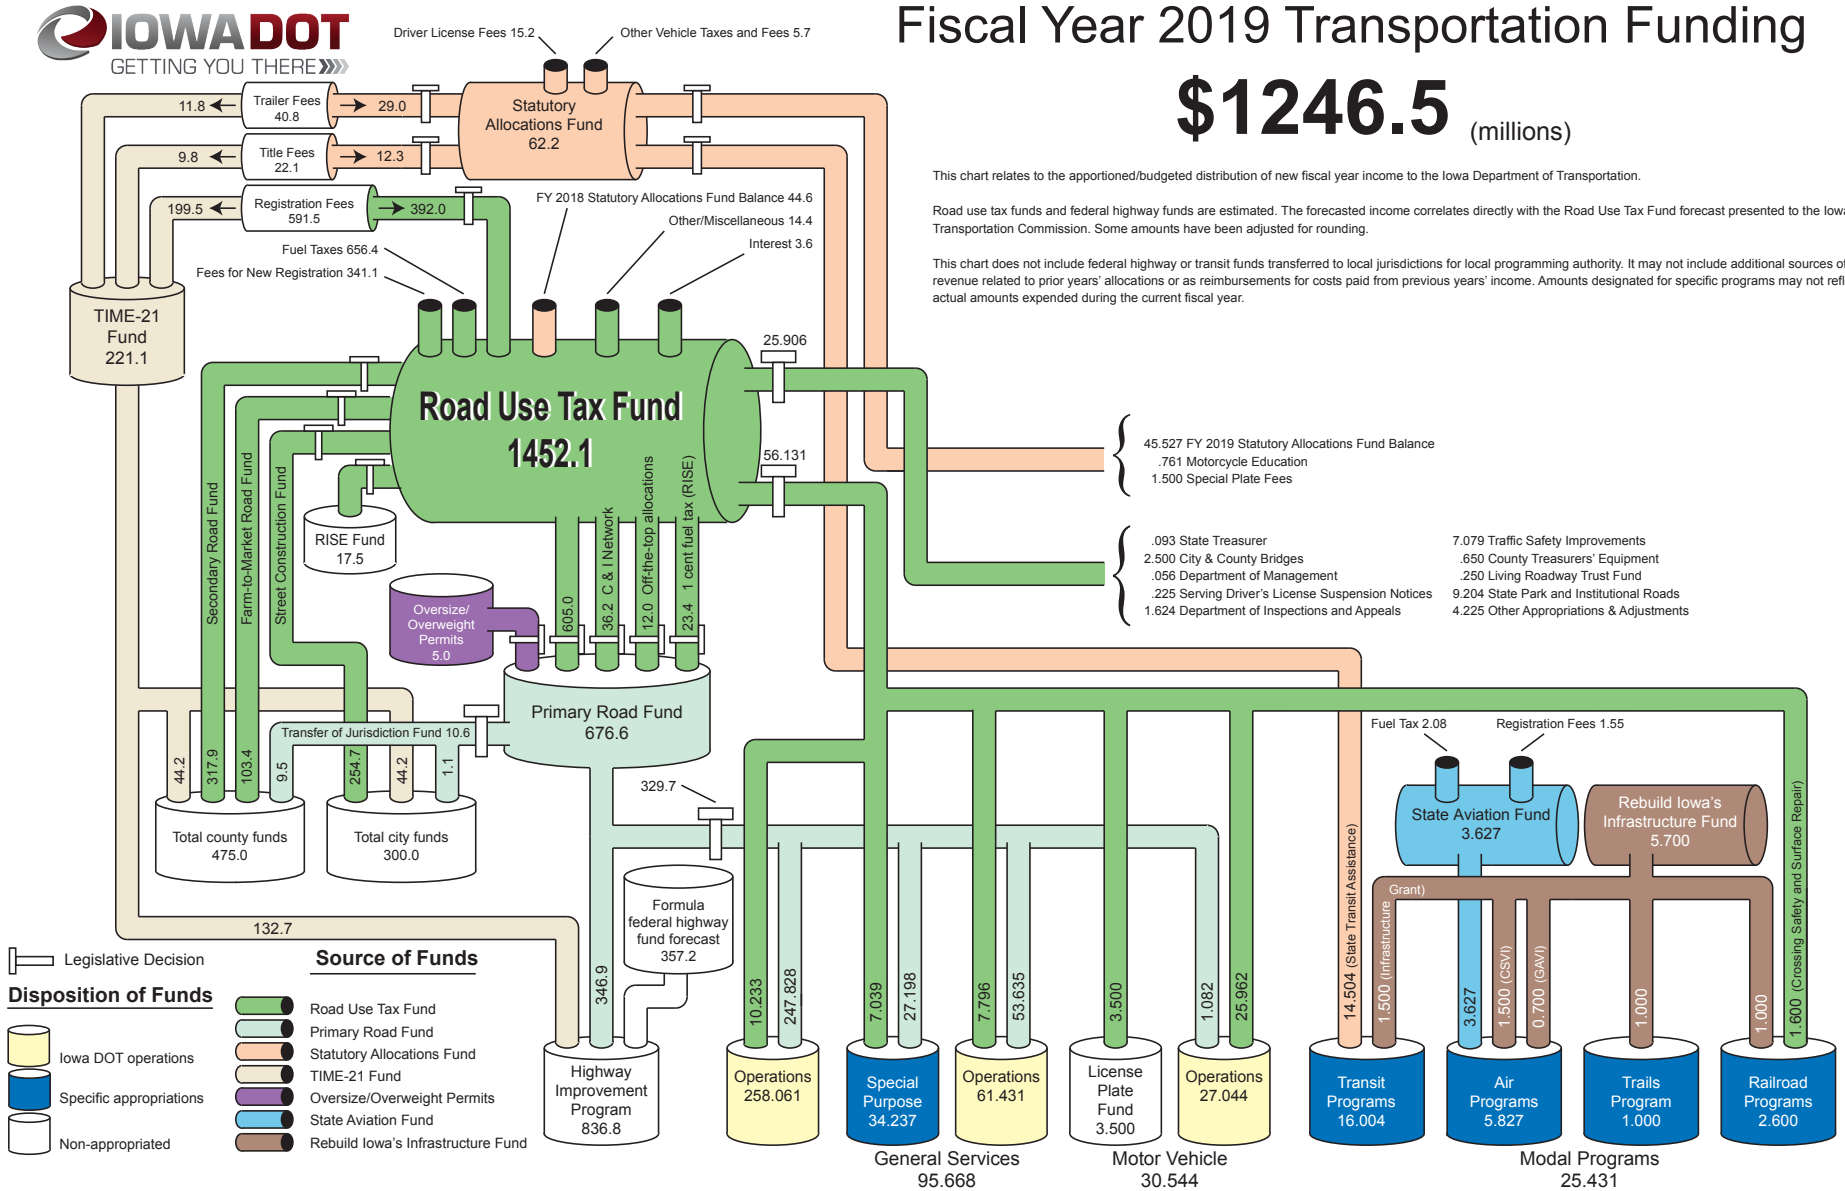 IOWADOT
GETTING YOU THERE
Fiscal Year 2019 Transportation Funding
$1246.5 (millions)
This chart relates to the apportioned/budgeted distribution of new fiscal year income to the Iowa Department of Transportation.
Road use tax funds and federal highway funds are estimated. The forecasted income correlates directly with the Road Use Tax Fund forecast presented to the Iowa
Transportation Commission. Some amounts have been adjusted for rounding.
This chart does not include federal highway or transit funds transferred to local jurisdictions for local programming authority. It may not include additional sources of
revenue related to prior years' allocations or as reimbursements for costs paid from previous years' income. Amounts designated for specific programs may not refl
actual amounts expended during the current fiscal year.
Driver License Fees 15.2
Other Vehicle Taxes and Fees 5.7
11.8
Trailer Fees
40.8
29.0
Statutory
Allocations Fund
62.2
9.8
Title Fees
22.1
12.3
199.5
Registration Fees
591.5
392.0
FY 2018 Statutory Allocations Fund Balance 44.6
Other/Miscellaneous 14.4
Interest 3.6
Fuel Taxes 656.4
Fees for New Registration 341.1
TIME-21
Fund
221.1
Road Use Tax Fund
1452.1
25.906
56.131
45.527 FY 2019 Statutory Allocations Fund Balance
.761 Motorcycle Education
1.500 Special Plate Fees
.093 State Treasurer
2.500 City & County Bridges
.056 Department of Management
.225 Serving Driver's License Suspension Notices
1.624 Department of Inspections and Appeals
7.079 Traffic Safety Improvements
.650 County Treasurers' Equipment
.250 Living Roadway Trust Fund
9.204 State Park and Institutional Roads
4.225 Other Appropriations & Adjustments
Secondary Road Fund
Farm-to-Market Road Fund
Street Construction Fund
RISE Fund
17.5
Oversize/
Overweight
Permits
5.0
605.0
36.2 C & I Network
12.0 Off-the-top allocations
23.4 1 cent fuel tax (RISE)
Primary Road Fund
676.6
Transfer of Jurisdiction Fund 10.6
44.2
317.9
103.4
9.5
254.7
44.2
1.1
Total county funds
475.0
Total city funds
300.0
329.7
132.7
346.9
Formula
federal highway
fund forecast
357.2
Fuel Tax 2.08
Registration Fees 1.55
State Aviation Fund
3.627
Rebuild Iowa's
Infrastructure Fund
5.700
10.233
247.828
7.039
27.198
7.796
53.635
3.500
1.082
25.962
14.504 (State Transit Assistance)
1.500 (Infrastructure
Grant)
3.627
1.500 (CSVI)
0.700 (GAVI)
1.000
1.000
1.600 (Crossing Safety and Surface Repair)
Highway
Improvement
Program
836.8
Operations
258.061
Special
Purpose
34.237
Operations
61.431
License
Plate
Fund
3.500
Operations
27.044
Transit
Programs
16.004
Air
Programs
5.827
Trails
Program
1.000
Railroad
Programs
2.600
General Services
95.668
Motor Vehicle
30.544
Modal Programs
25.431
Legislative Decision
Disposition of Funds
Iowa DOT operations
Specific appropriations
Non-appropriated
Source of Funds
Road Use Tax Fund
Primary Road Fund
Statutory Allocations Fund
TIME-21 Fund
Oversize/Overweight Permits
State Aviation Fund
Rebuild Iowa's Infrastructure Fund